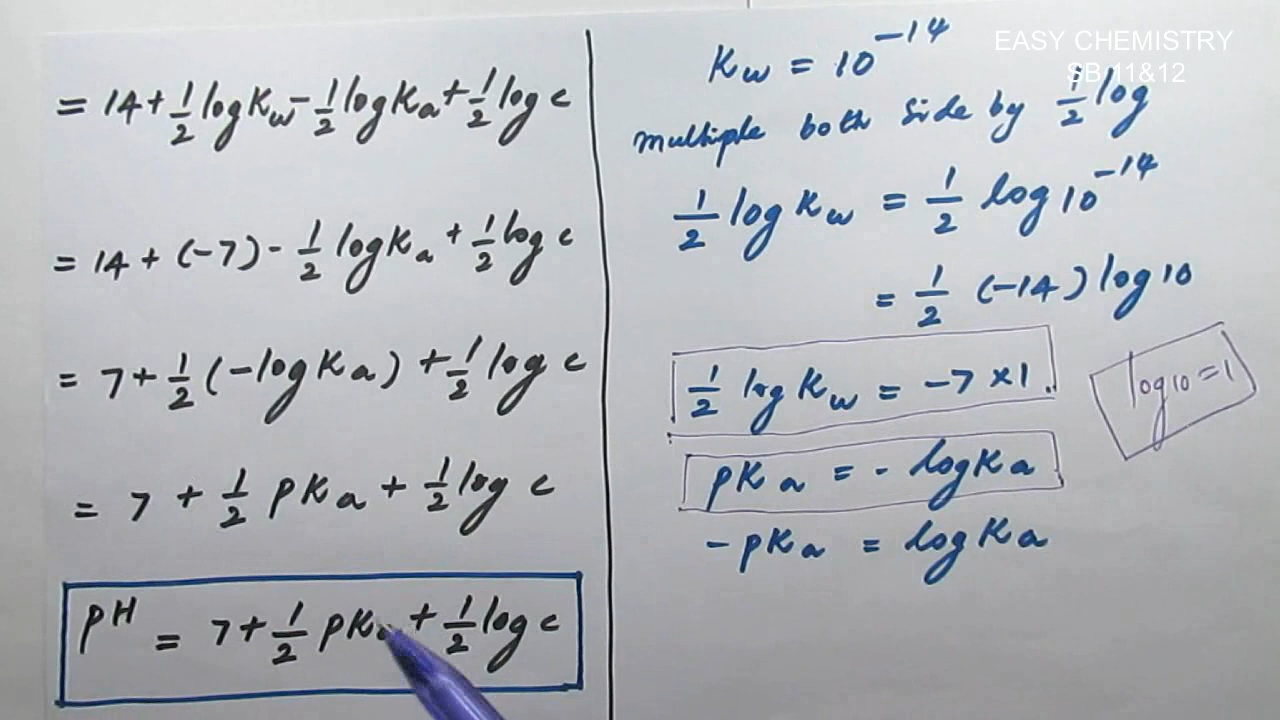 = 14 + 1/2 log Kw - 1/2 log Ka + 1/2 log c
= 14 + (-7) - 1/2 log Ka + 1/2 log c
= 7 + 1/2 (-log Ka) + 1/2 log c
= 7 + 1/2 pKa + 1/2 log c
pH = 7 + 1/2 pKa + 1/2 log c
EASY CHEMISTRY
SB 11&12
Kw = 10^-14
multiple both side by 1/2 log
1/2 log Kw = 1/2 log 10^-14
= 1/2 (-14) log 10
1/2 log Kw = -7 × 1
log 10 = 1
pKa = - log Ka
- pKa = log Ka